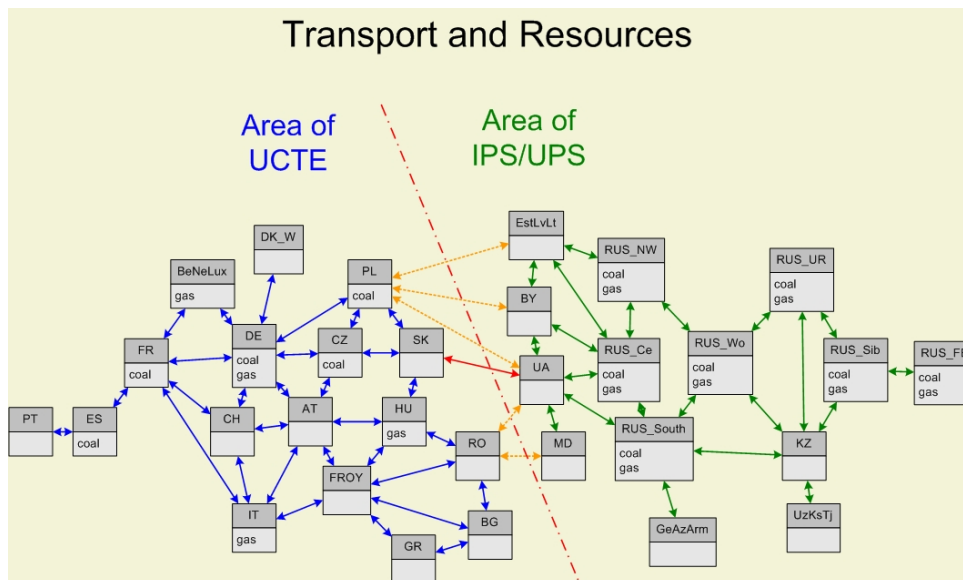 Transport and Resources
Area of
UCTE
Area of
IPS/UPS
DK_W
BeNeLux
gas
PL
coal
EstLvLt
RUS_NW
coal
gas
RUS_UR
coal
gas
FR
coal
DE
coal
gas
CZ
coal
SK
BY
UA
RUS_Ce
coal
gas
RUS_Wo
coal
gas
RUS_Sib
coal
gas
RUS_FE
coal
gas
PT
ES
coal
CH
AT
HU
gas
RO
MD
RUS_South
coal
gas
KZ
IT
gas
FROY
GR
BG
GeAzArm
UzKsTj